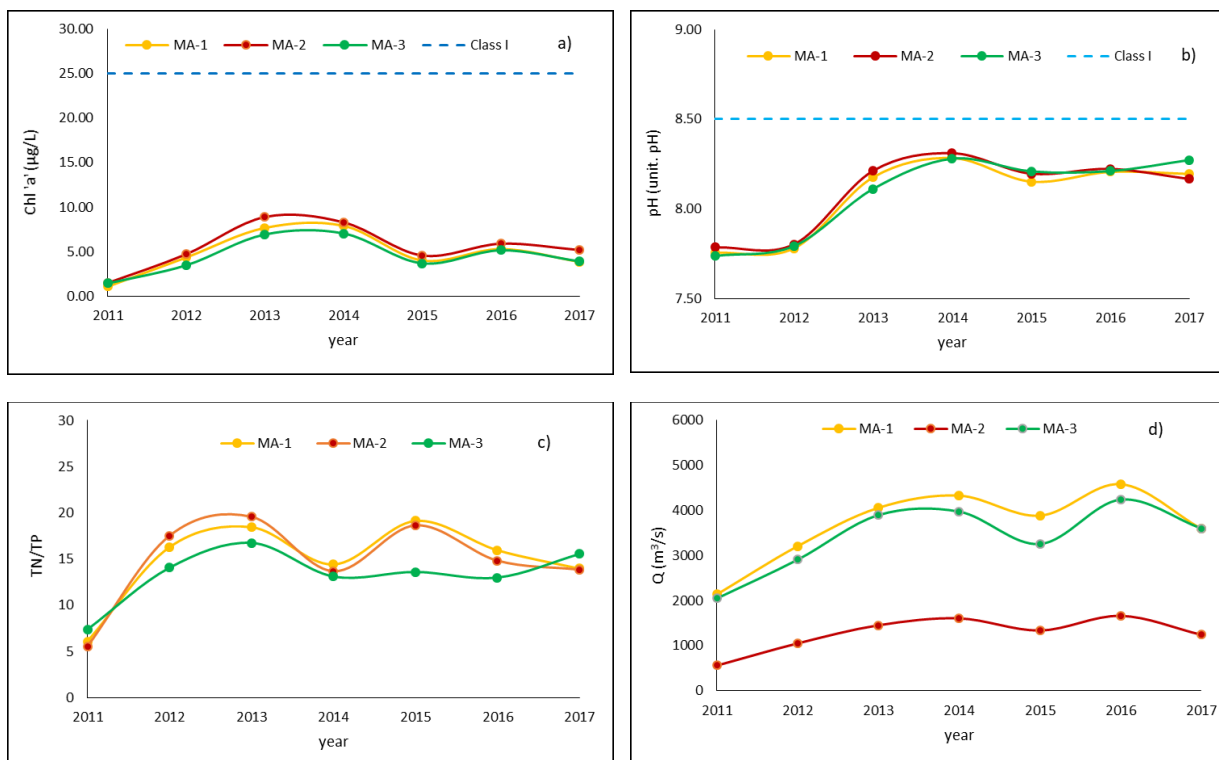 30.00
MA-1 MA-2 MA-3 Class I a)
25.00
20.00
15.00
10.00
5.00
0.00
Chl 'a' (µg/L)
2011 2012 2013 2014 2015 2016 2017
year
9.00
MA-1 MA-2 MA-3 Class I b)
8.50
8.00
7.50
pH (unit. pH)
2011 2012 2013 2014 2015 2016 2017
year
30
MA-1 MA-2 MA-3 c)
25
20
15
10
5
0
TN/TP
2011 2012 2013 2014 2015 2016 2017
year
6000
MA-1 MA-2 MA-3 d)
5000
4000
3000
2000
1000
0
Q (m³/s)
2011 2012 2013 2014 2015 2016 2017
year